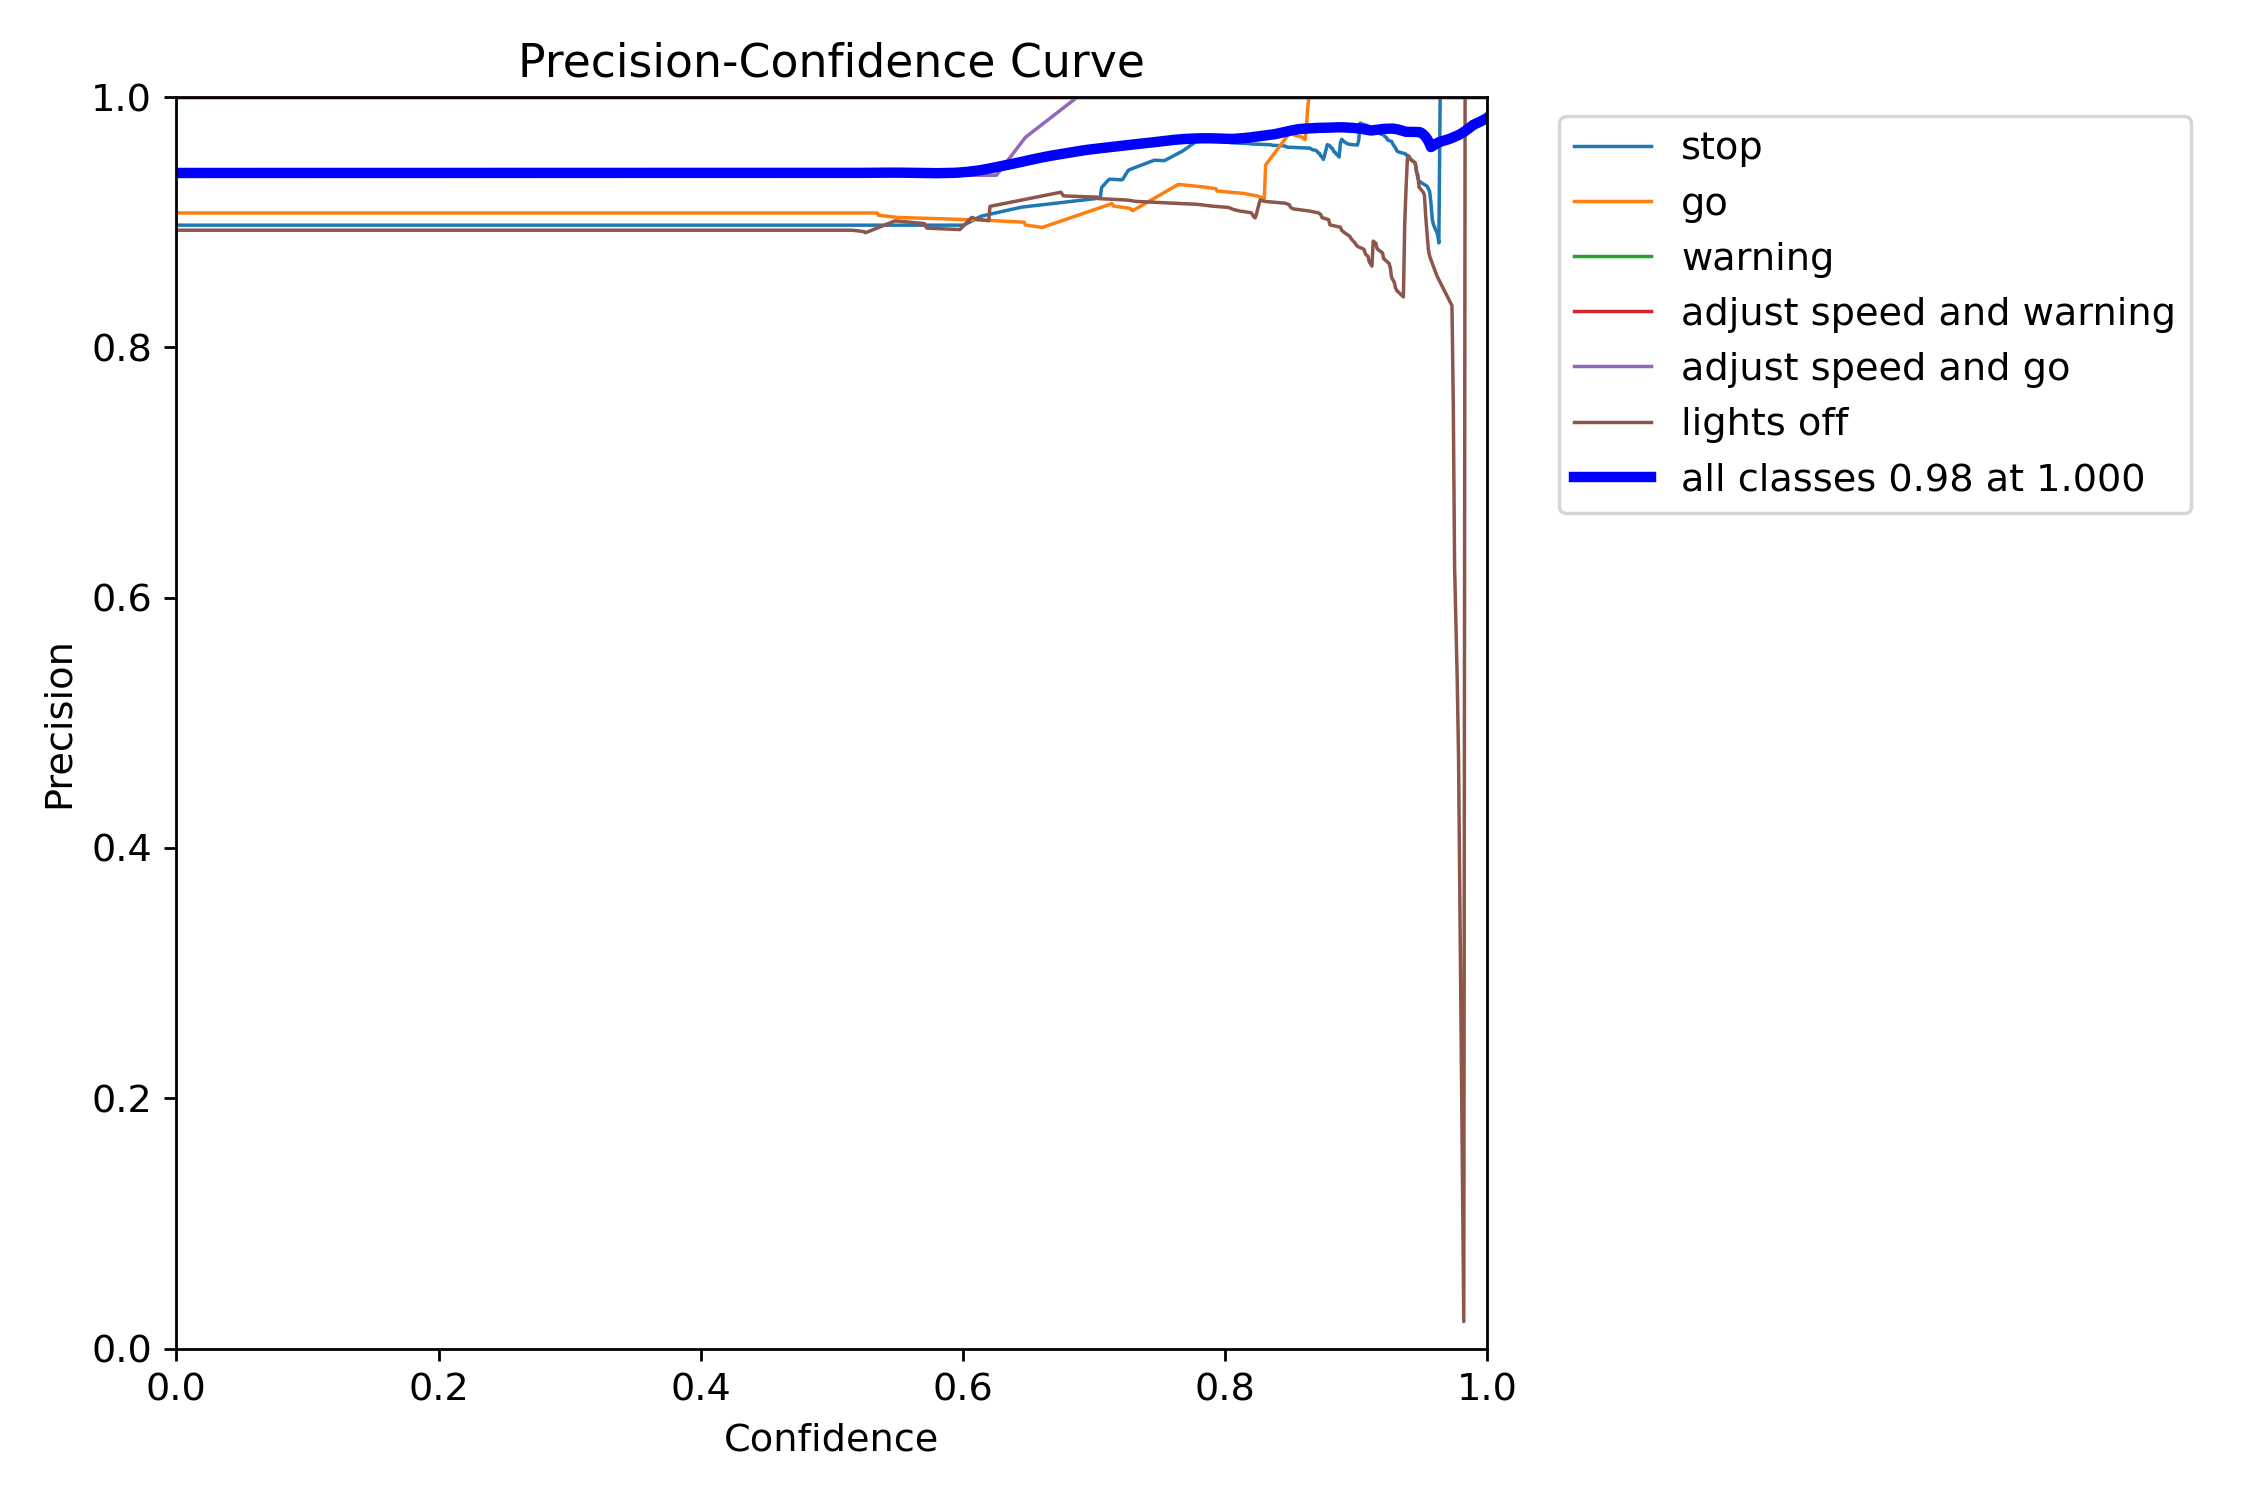 Precision-Confidence Curve
1.0
0.8
0.6
0.4
0.2
0.0
Precision
0.0 0.2 0.4 0.6 0.8 1.0
Confidence
stop
go
warning
adjust speed and warning
adjust speed and go
lights off
all classes 0.98 at 1.000